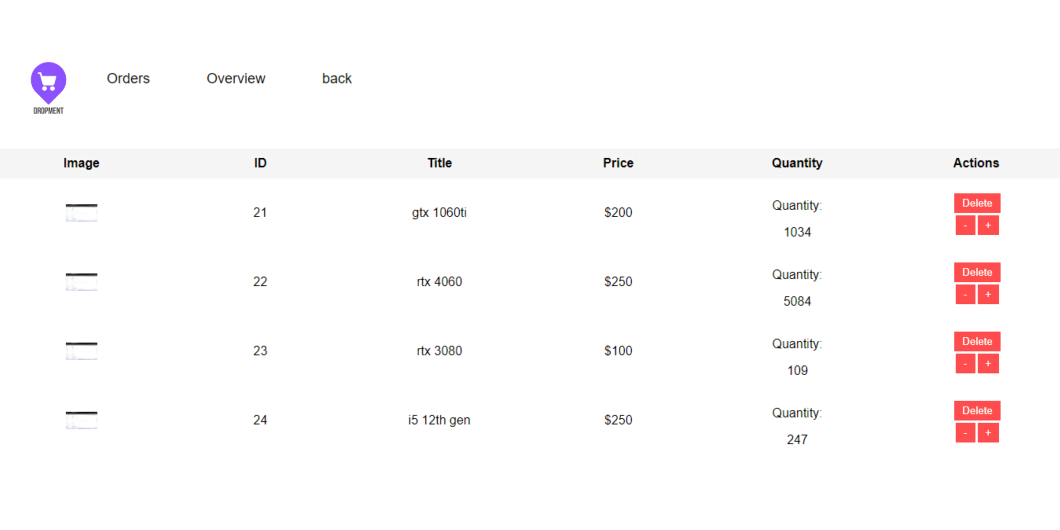 Orders Overview back
DROPMENT
Image ID Title Price Quantity Actions
21 gtx 1060ti $200 Quantity: 1034 Delete - +
22 rtx 4060 $250 Quantity: 5084 Delete - +
23 rtx 3080 $100 Quantity: 109 Delete - +
24 i5 12th gen $250 Quantity: 247 Delete - +